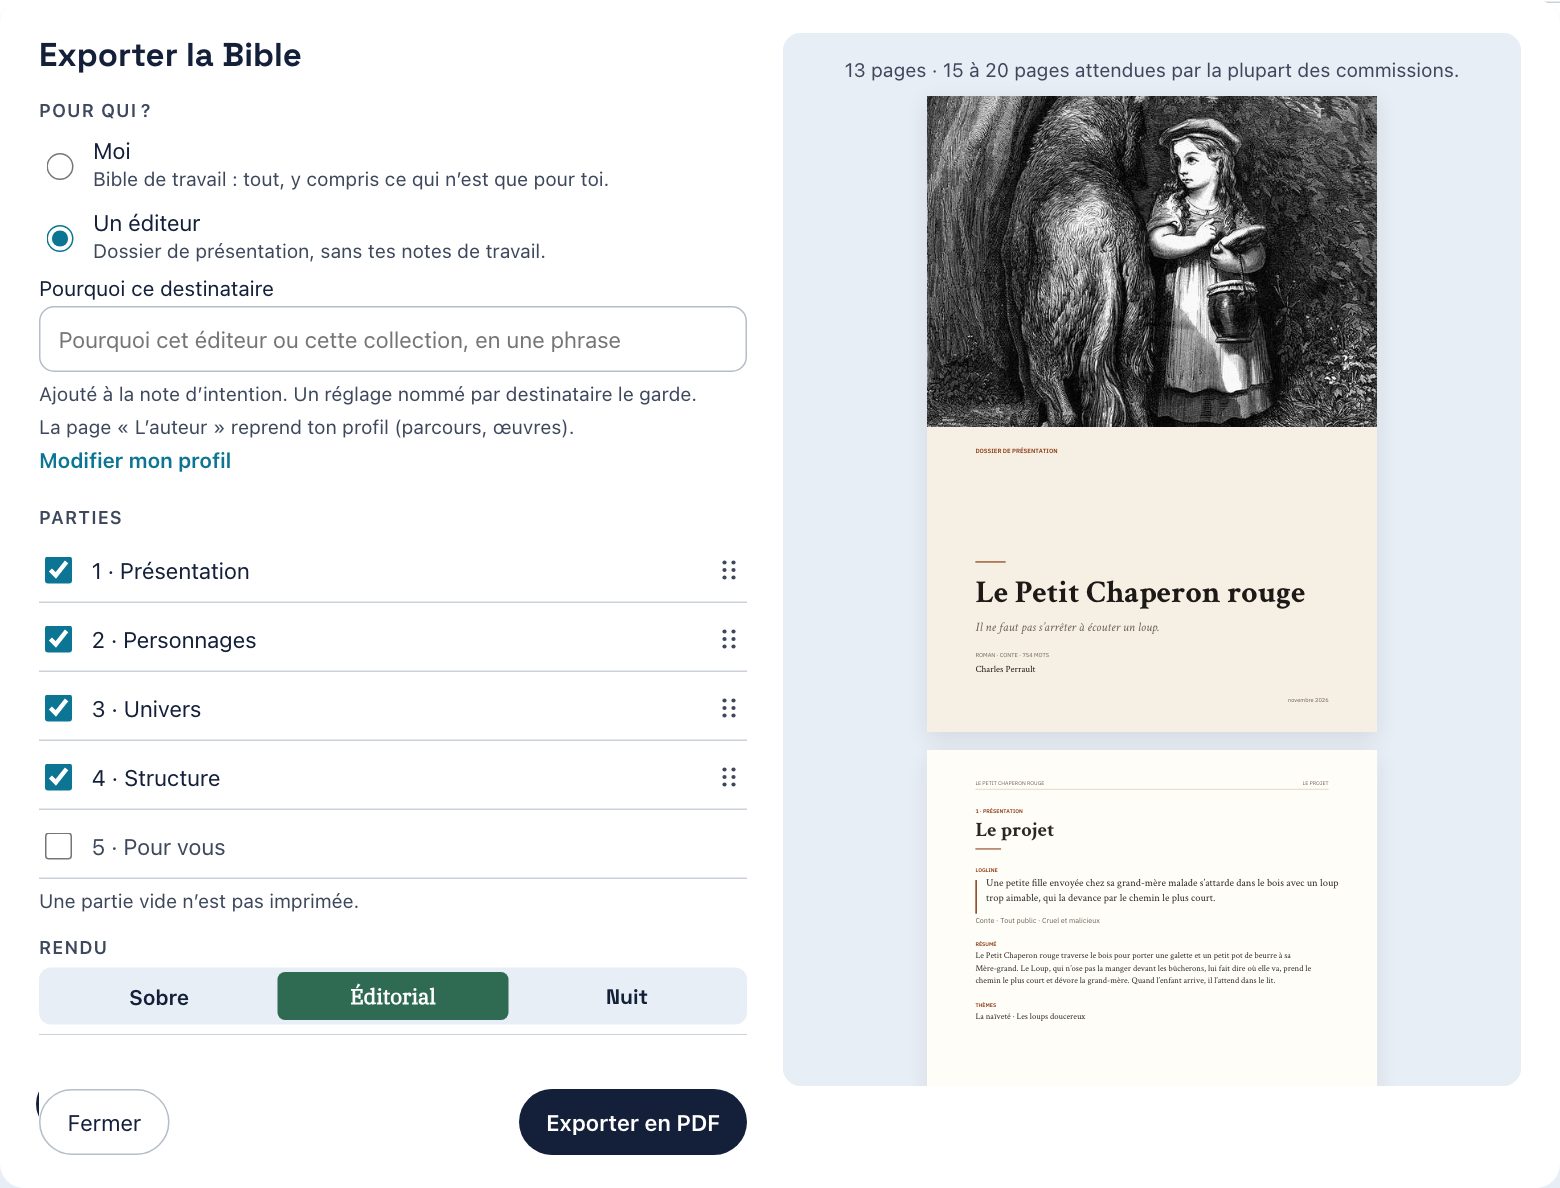 Exporter la Bible
POUR QUI ?
Moi
Bible de travail : tout, y compris ce qui n’est que pour toi.
Un éditeur
Dossier de présentation, sans tes notes de travail.
Pourquoi ce destinataire
Pourquoi cet éditeur ou cette collection, en une phrase
Ajouté à la note d’intention. Un réglage nommé par destinataire le garde.
La page « L’auteur » reprend ton profil (parcours, œuvres).
Modifier mon profil
PARTIES
1 · Présentation
2 · Personnages
3 · Univers
4 · Structure
5 · Pour vous
Une partie vide n’est pas imprimée.
RENDU
Sobre
Éditorial
Nuit
Fermer
Exporter en PDF
13 pages · 15 à 20 pages attendues par la plupart des commissions.
DOSSIER DE PRÉSENTATION
Le Petit Chaperon rouge
Il ne faut pas s’arrêter à écouter un loup.
ROMAN · CONTE · 754 MOTS
Charles Perrault
novembre 2026
LE PETIT CHAPERON ROUGE
LE PROJET
1 · PRÉSENTATION
Le projet
LOGLINE
Une petite fille envoyée chez sa grand-mère malade s’attarde dans le bois avec un loup
trop aimable, qui la devance par le chemin le plus court.
Conte · Tout public · Cruel et malicieux
RÉSUMÉ
Le Petit Chaperon rouge traverse le bois pour porter une galette et un petit pot de beurre à sa
Mère-grand. Le Loup, qui n’ose pas la manger devant les bûcherons, lui fait dire où elle va, prend le
chemin le plus court et dévore la grand-mère. Quand l’enfant arrive, il l’attend dans le lit.
THÈMES
La naïveté · Les loups doucereux